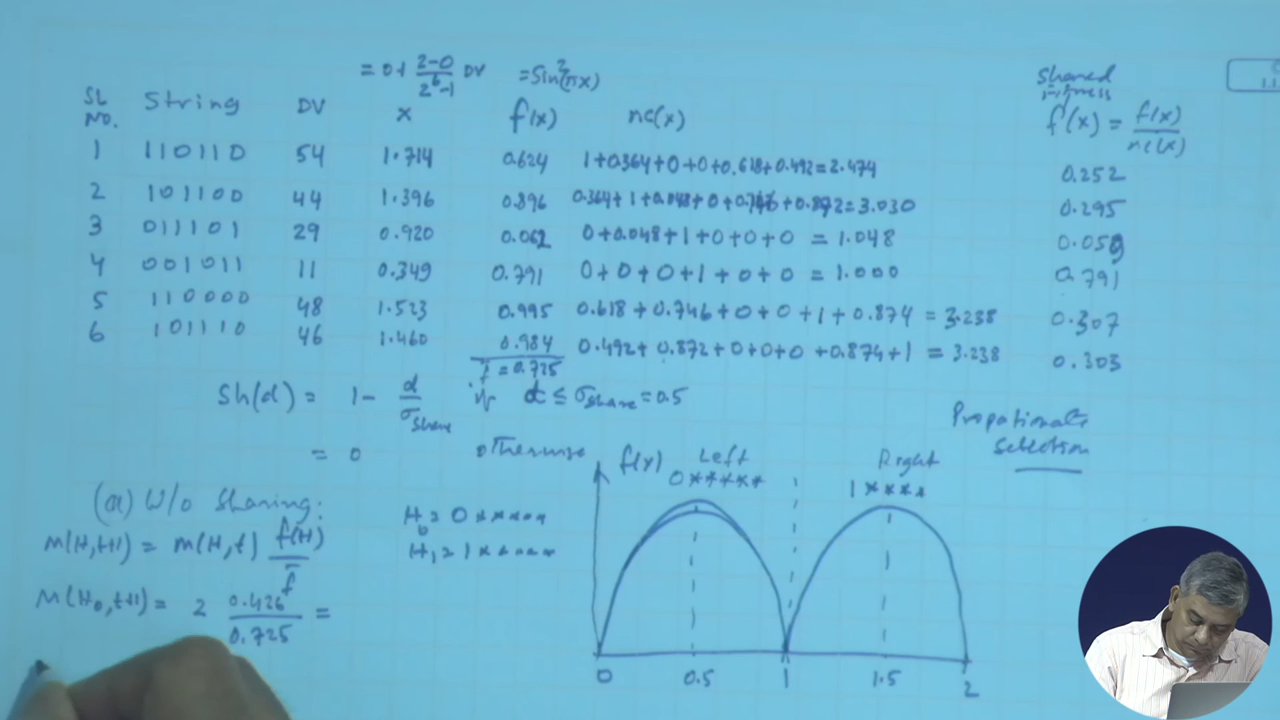 = 0 + (2-0)/(2^6-1) DV = Sin^2(πx)
SL NO. String DV x f(x) nc(x) Shared fitness f'(x) = f(x)/nc(x)
1 110110 54 1.714 0.624 1+0.364+0+0+0.618+0.492=2.474 0.252
2 101100 44 1.396 0.896 0.364+1+0.048+0+0.746+0.872=3.030 0.295
3 011101 29 0.920 0.062 0+0.048+1+0+0+0 = 1.048 0.059
4 001011 11 0.349 0.791 0+0+0+1+0+0 = 1.000 0.791
5 110000 48 1.523 0.995 0.618+0.746+0+0+1+0.874 = 3.238 0.307
6 101110 46 1.460 0.984 0.492+0.872+0+0+0+0.874+1 = 3.238 0.303
f̄ = 0.725
Sh(d) = 1 - d/σshare if d ≤ σshare = 0.5
= 0 otherwise
Propotionate
Selection
f(x) Left Right
0***** 1****
(a) W/o Sharing:
H0 = 0*****
M(H,t+1) = m(H,t) f(H)/f̄
H1 = 1*****
M(H0,t+1) = 2 0.426/0.725 =
0 0.5 1 1.5 2